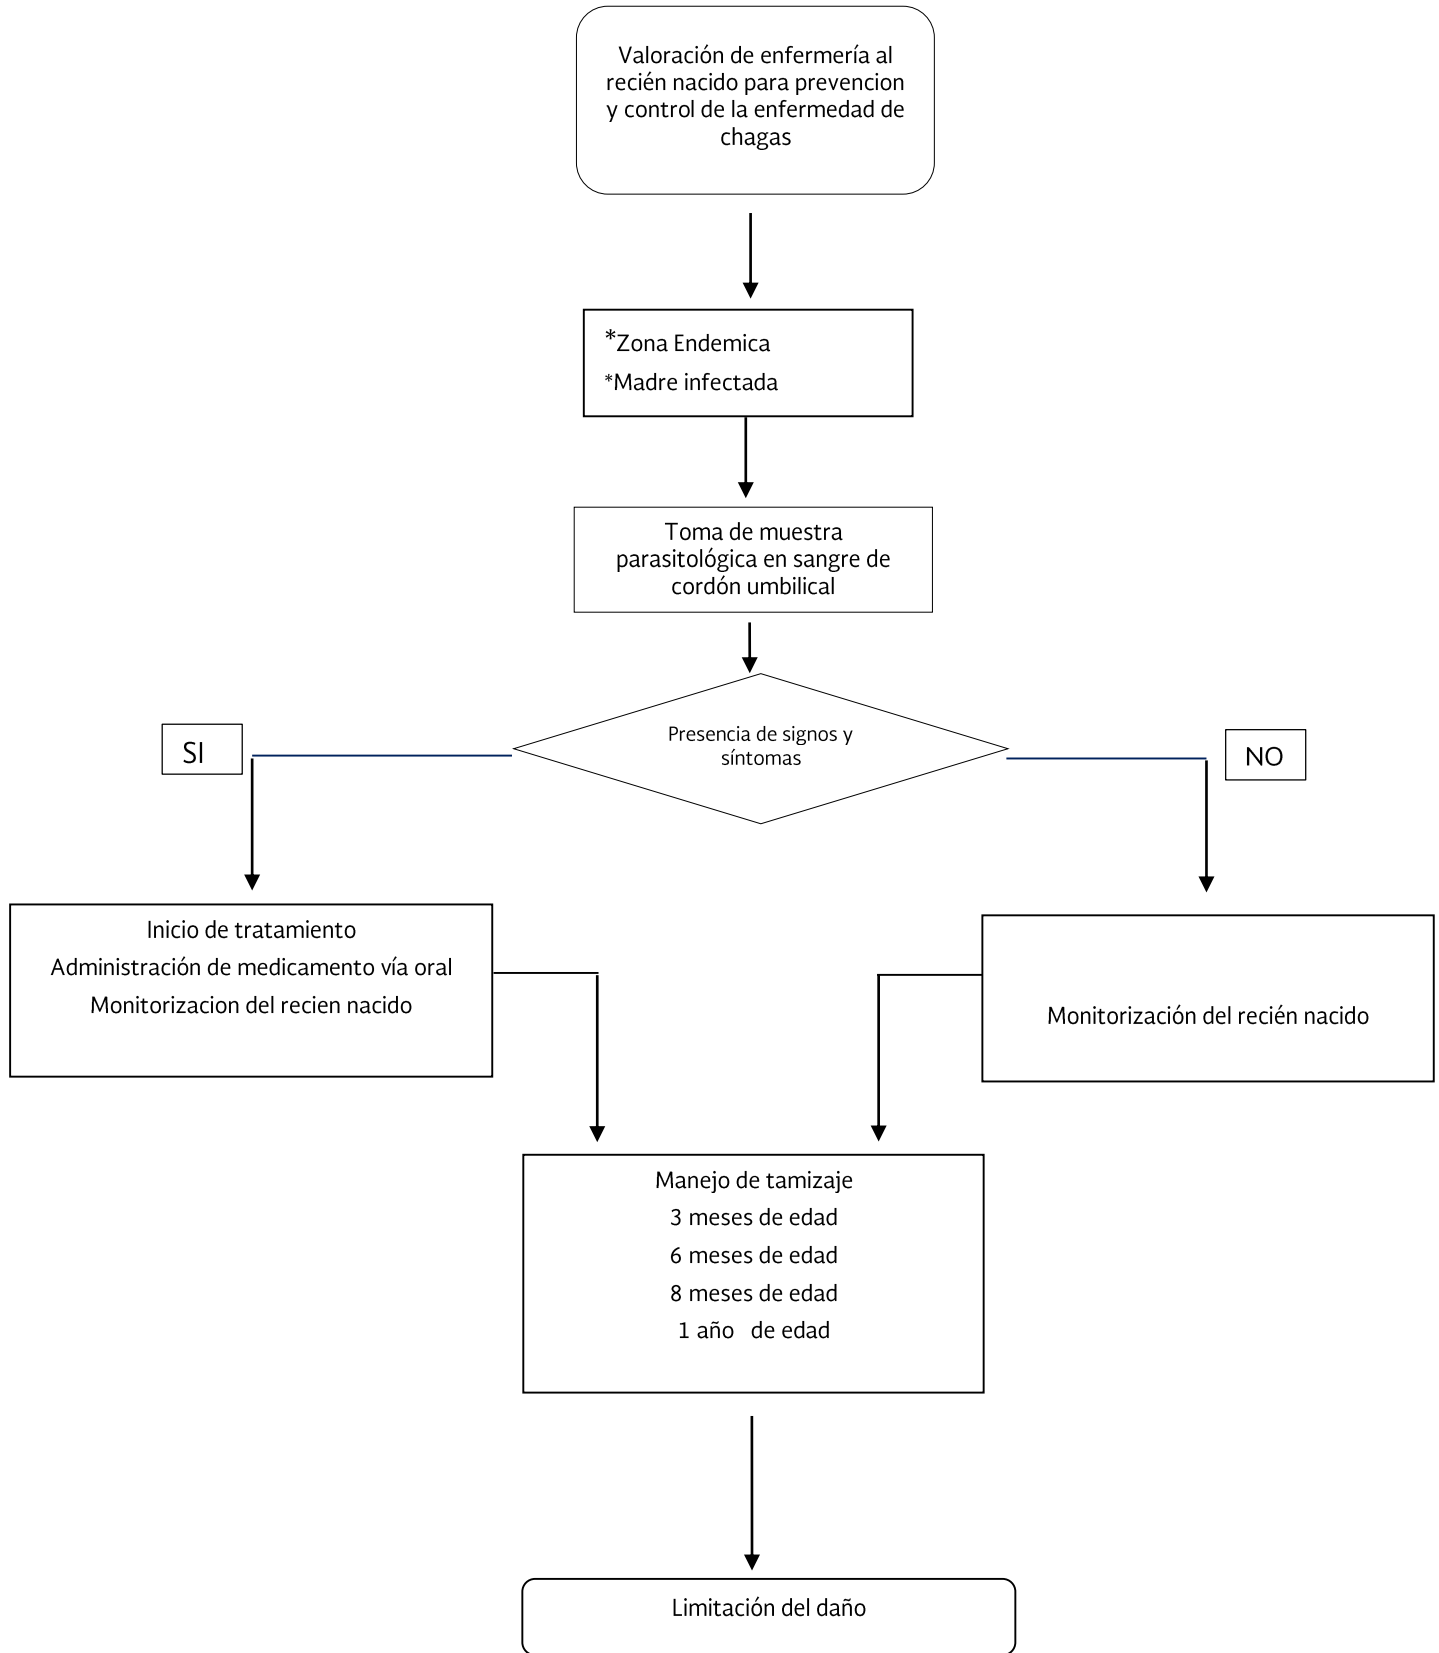 Valoración de enfermería al
recién nacido para prevencion
y control de la enfermedad de
chagas
*Zona Endemica
*Madre infectada
Toma de muestra
parasitológica en sangre de
cordón umbilical
Presencia de signos y
síntomas
SI
NO
Inicio de tratamiento
Administración de medicamento vía oral
Monitorizacion del recien nacido
Monitorización del recién nacido
Manejo de tamizaje
3 meses de edad
6 meses de edad
8 meses de edad
1 año de edad
Limitación del daño